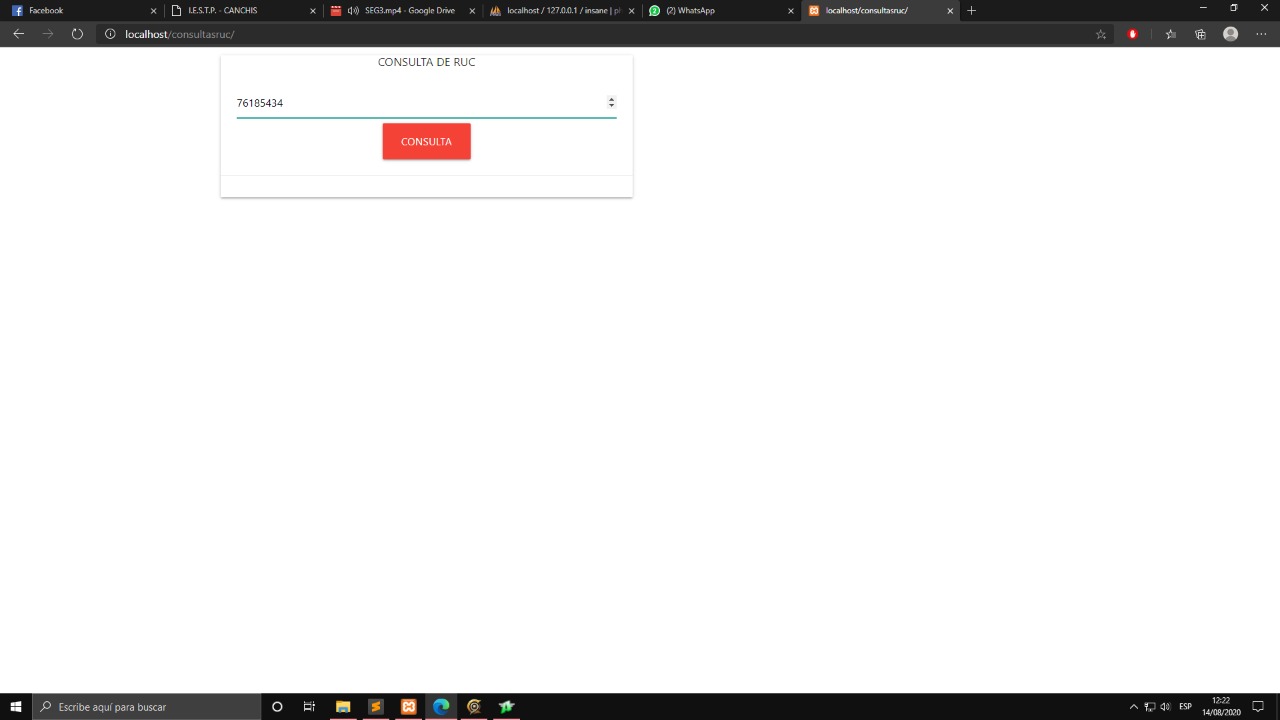 Facebook
I.E.S.T.P. - CANCHIS
SEG3.mp4 - Google Drive
localhost / 127.0.0.1 / insane | pl
(2) WhatsApp
localhost/consultasruc/
localhost/consultasruc/
CONSULTA DE RUC
76185434
CONSULTA
Escribe aquí para buscar
ESP
12:22
14/08/2020